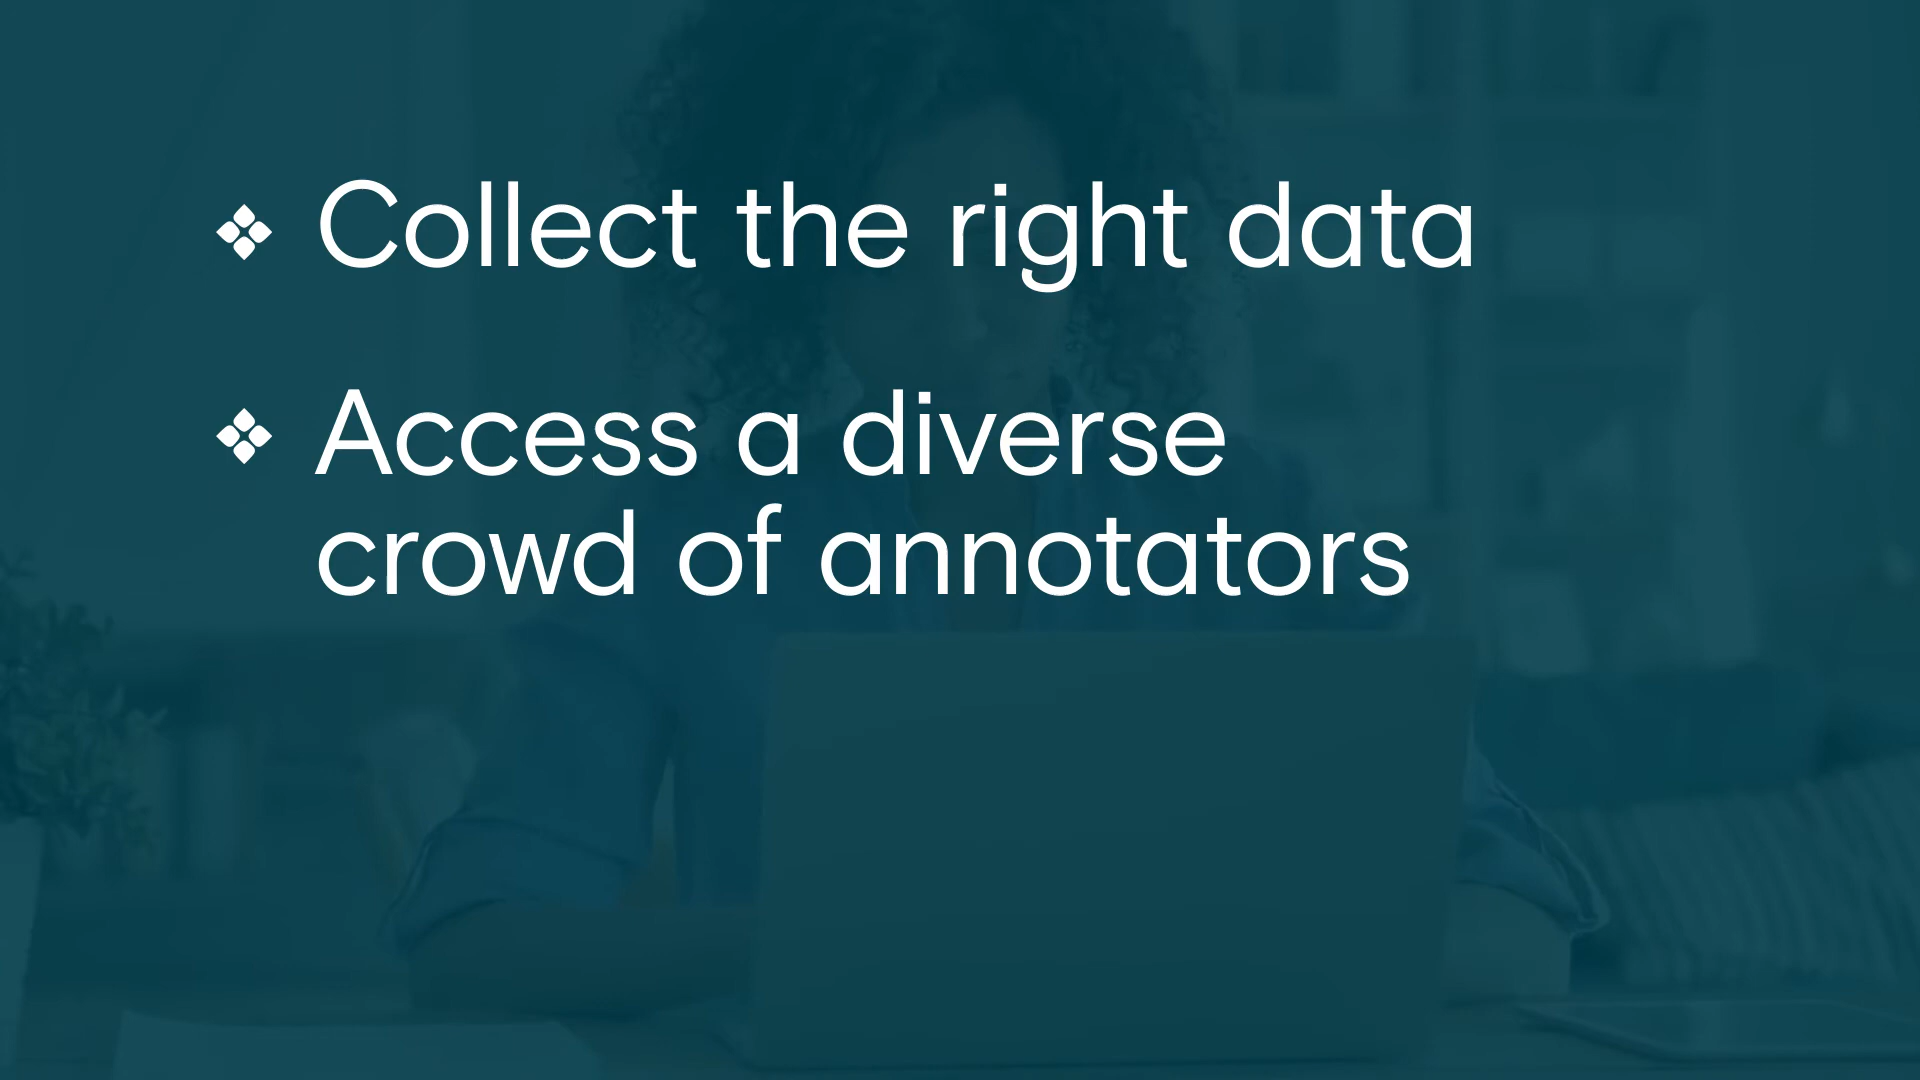 ❖ Collect the right data
❖ Access a diverse
crowd of annotators